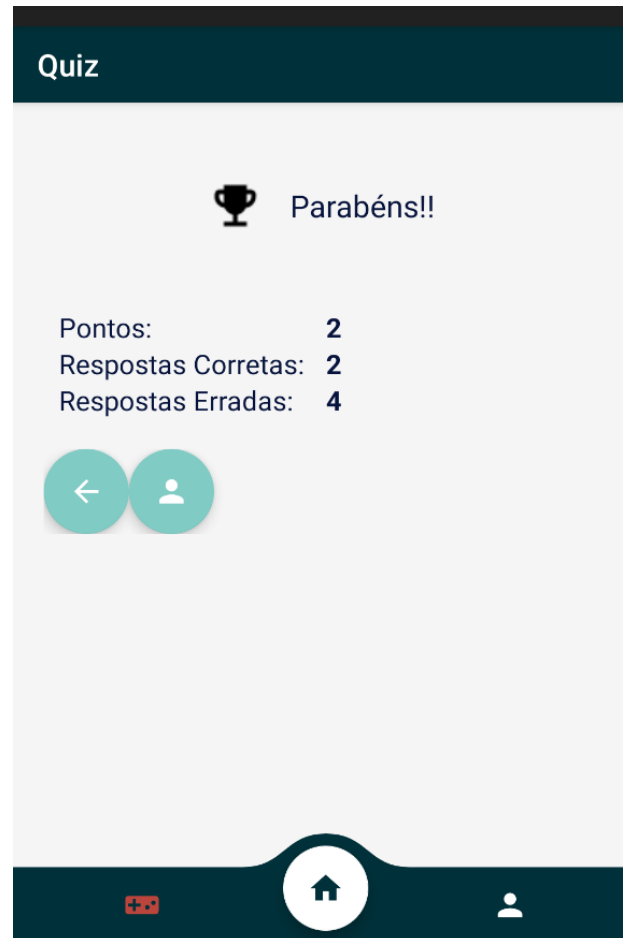 Quiz
Parabéns!!
Pontos: 2
Respostas Corretas: 2
Respostas Erradas: 4